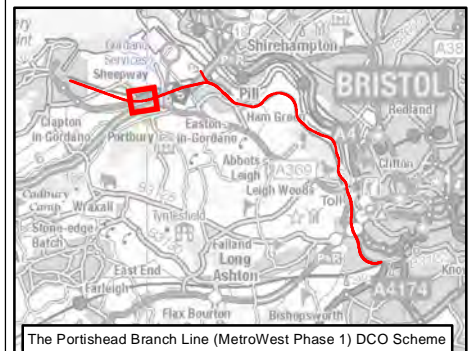 Gordano
Services
Shirehampton
A38
Sheepway
BRISTOL
Pill
Redland
Ham Green
Clapton
in-Gordano
Portbury
Easton-
in-Gordano
Clifton
Abbots
Leigh
A369
Leigh Woods
Cadbury
Camp
Wraxall
Tyntesfield
Toll
Stone-edge
Batch
Failand
Long
Ashton
P&R
East End
Farleigh
A4174
Flax Bourton
Bishopsworth
The Portishead Branch Line (MetroWest Phase 1) DCO Scheme